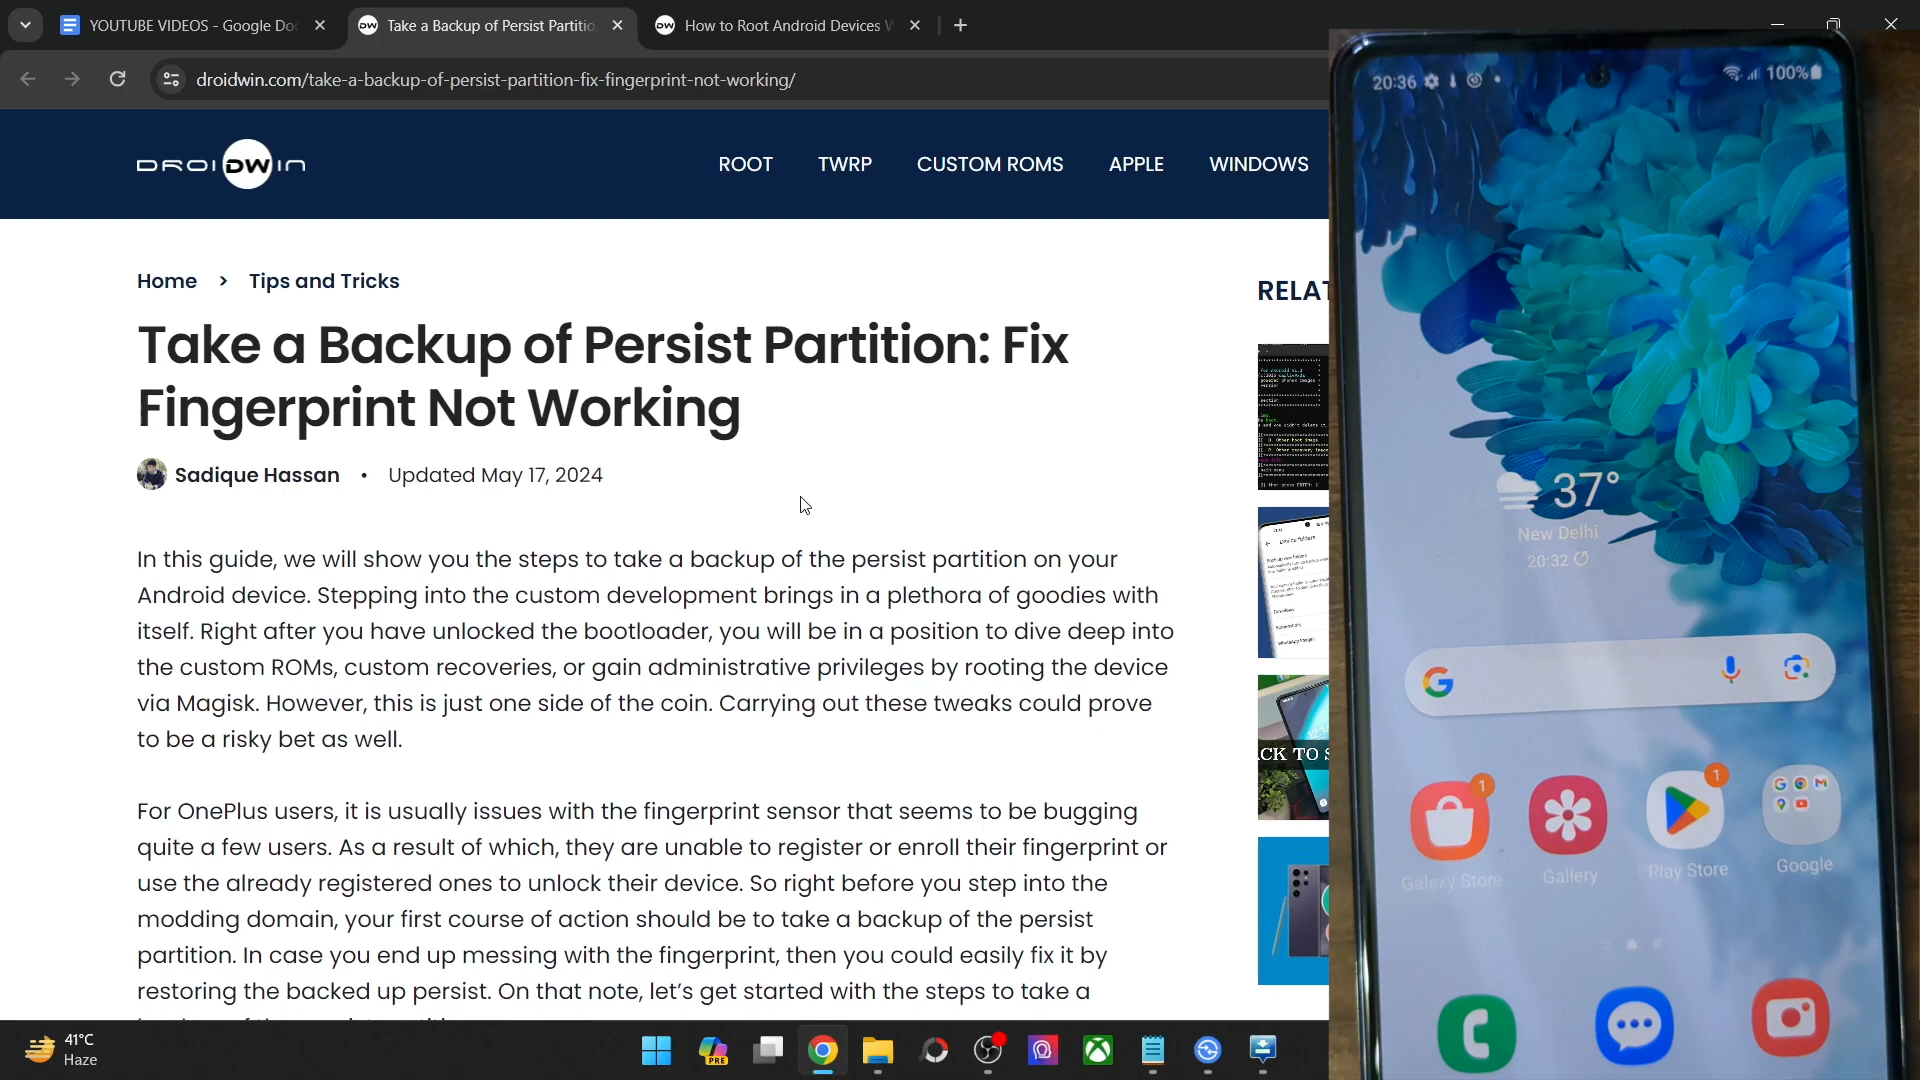 YOUTUBE VIDEOS - Google Do
Take a Backup of Persist Partitio
How to Root Android Devices
droidwin.com/take-a-backup-of-persist-partition-fix-fingerprint-not-working/
DROIDWIN
ROOT
TWRP
CUSTOM ROMS
APPLE
WINDOWS
Home > Tips and Tricks
Take a Backup of Persist Partition: Fix
Fingerprint Not Working
Sadique Hassan • Updated May 17, 2024
In this guide, we will show you the steps to take a backup of the persist partition on your
Android device. Stepping into the custom development brings in a plethora of goodies with
itself. Right after you have unlocked the bootloader, you will be in a position to dive deep into
the custom ROMs, custom recoveries, or gain administrative privileges by rooting the device
via Magisk. However, this is just one side of the coin. Carrying out these tweaks could prove
to be a risky bet as well.
For OnePlus users, it is usually issues with the fingerprint sensor that seems to be bugging
quite a few users. As a result of which, they are unable to register or enroll their fingerprint or
use the already registered ones to unlock their device. So right before you step into the
modding domain, your first course of action should be to take a backup of the persist
partition. In case you end up messing with the fingerprint, then you could easily fix it by
restoring the backed up persist. On that note, let's get started with the steps to take a
RELAT
Device folders
CK TO S
41°C
Haze
PRE
20:36
100%
37°
New Delhi
20:32
1
1
Galaxy Store
Gallery
Play Store
Google